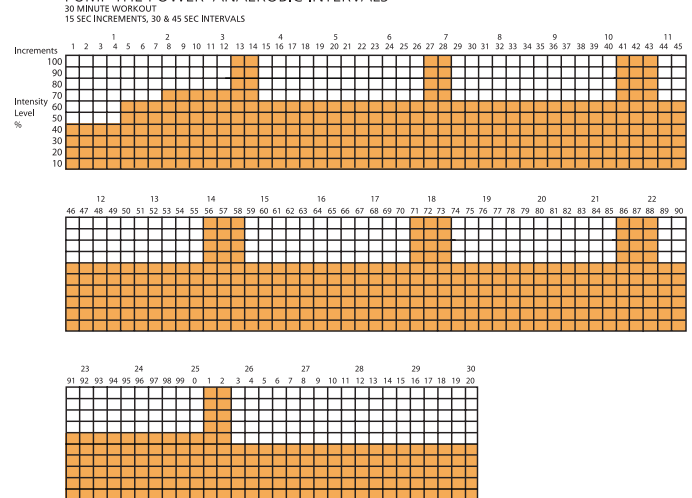 PUMP THE POWER ANAEROBIC INTERVALS
30 MINUTE WORKOUT
15 SEC INCREMENTS, 30 & 45 SEC INTERVALS
1 2 3 4 5 6 7 8 9 10 11
Increments 1 2 3 4 5 6 7 8 9 10 11 12 13 14 15 16 17 18 19 20 21 22 23 24 25 26 27 28 29 30 31 32 33 34 35 36 37 38 39 40 41 42 43 44 45
100
90
80
70
Intensity 60
Level 50
% 40
30
20
10
12 13 14 15 16 17 18 19 20 21 22
46 47 48 49 50 51 52 53 54 55 56 57 58 59 60 61 62 63 64 65 66 67 68 69 70 71 72 73 74 75 76 77 78 79 80 81 82 83 84 85 86 87 88 89 90
23 24 25 26 27 28 29 30
91 92 93 94 95 96 97 98 99 0 1 2 3 4 5 6 7 8 9 10 11 12 13 14 15 16 17 18 19 20